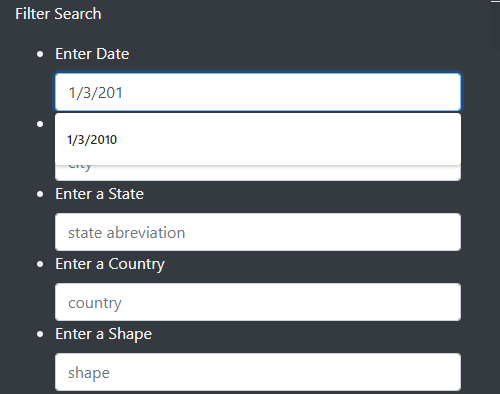 Filter Search
Enter Date
1/3/201
1/3/2010
city
Enter a State
state abreviation
Enter a Country
country
Enter a Shape
shape